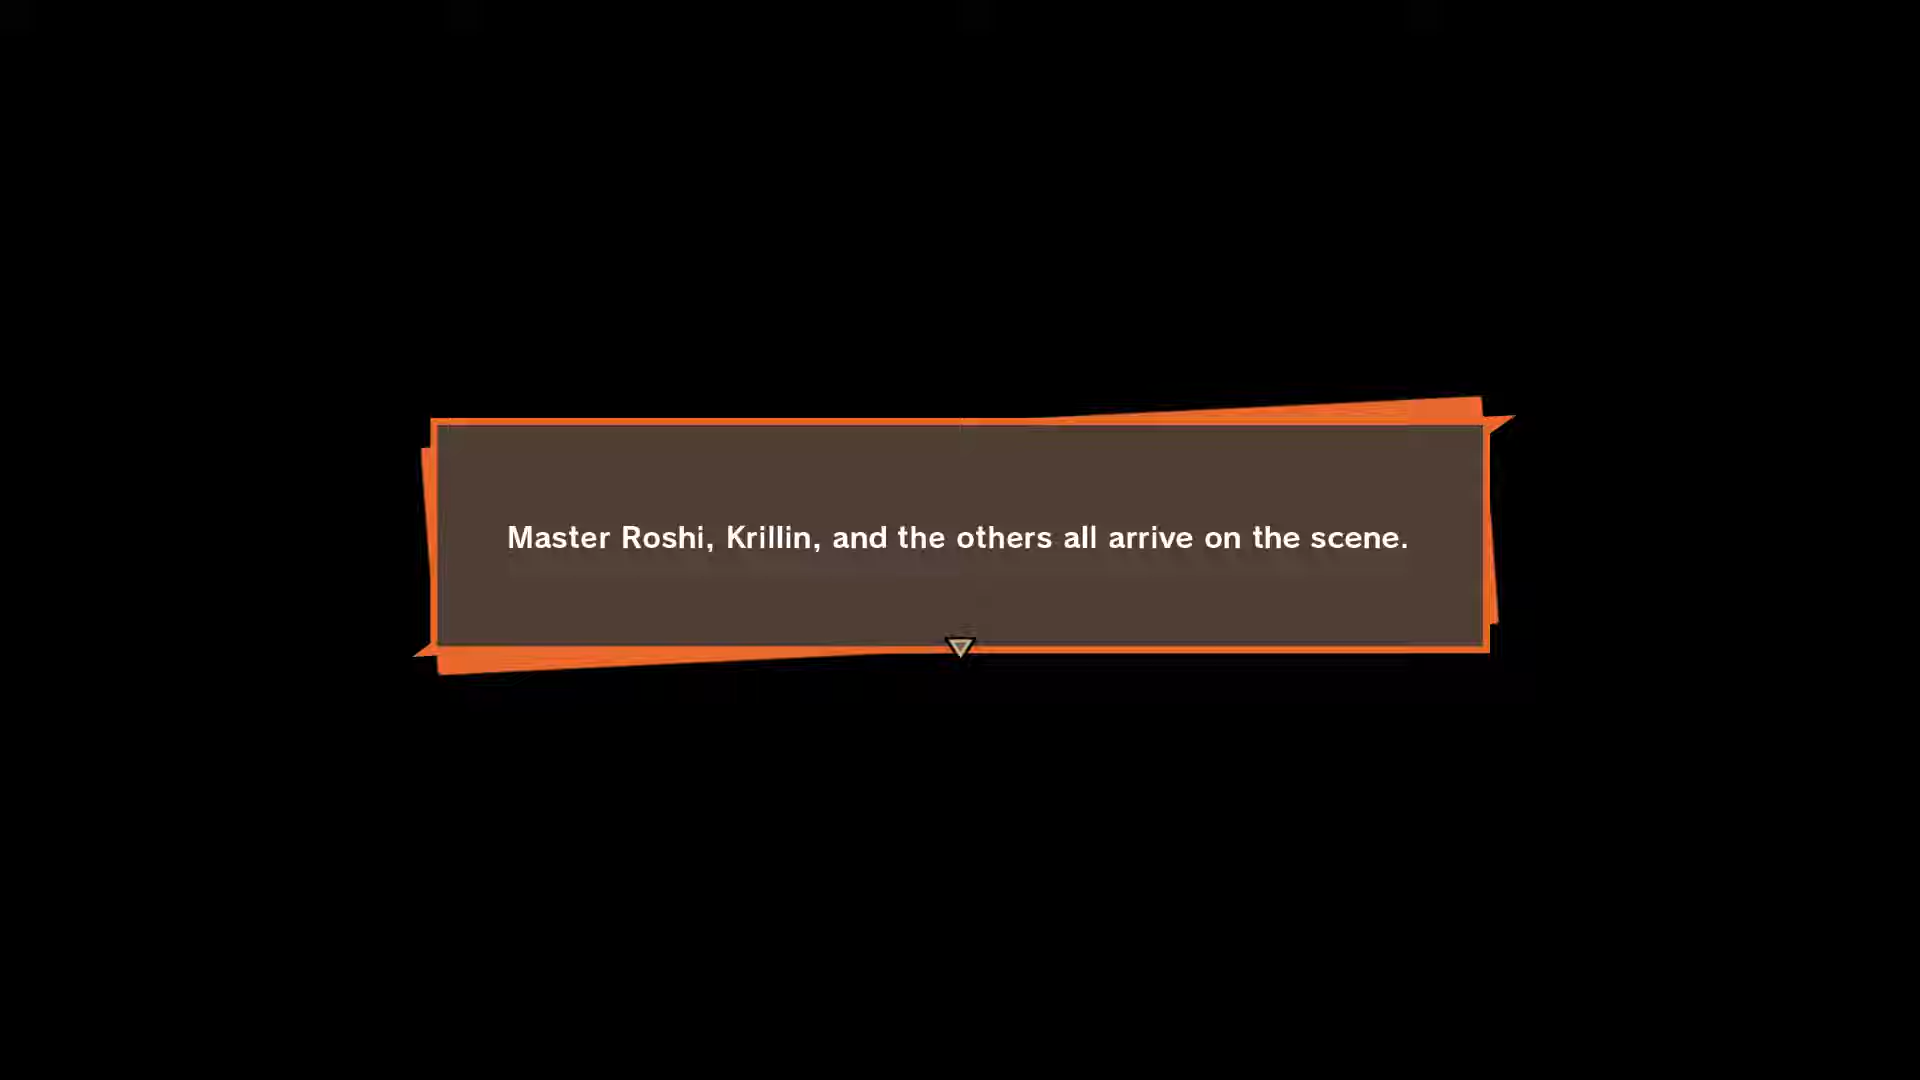 Master Roshi, Krillin, and the others all arrive on the scene.